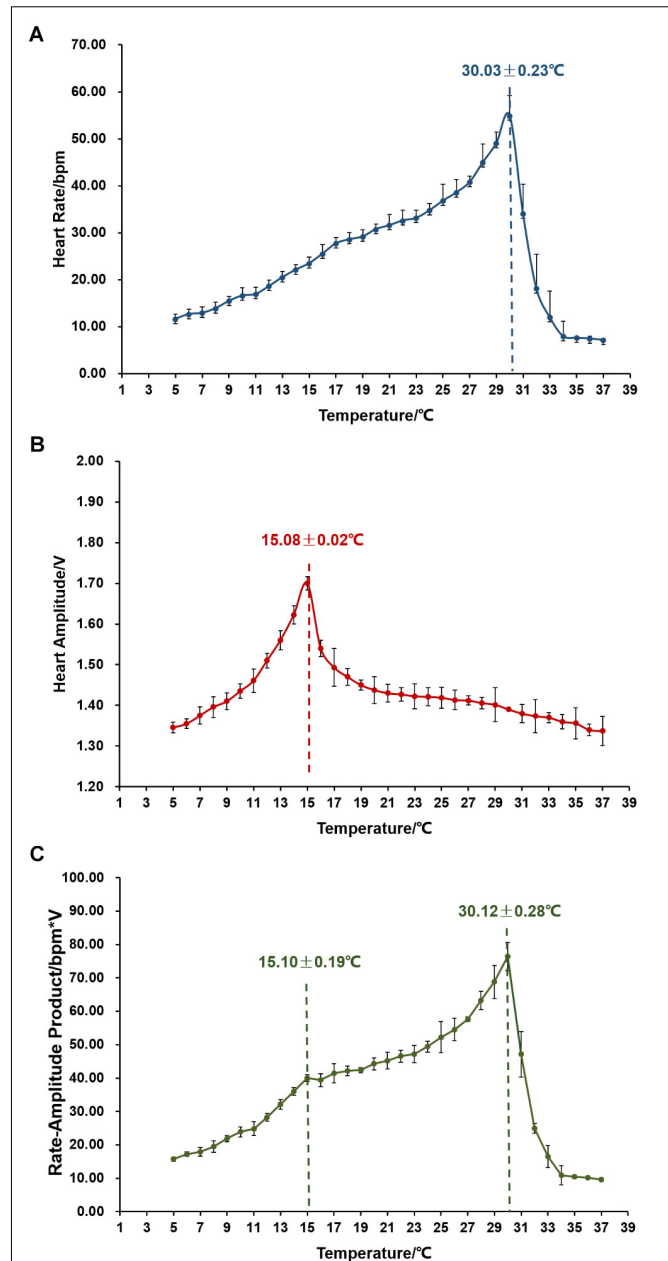 A
70.00
60.00
50.00
40.00
30.00
20.00
10.00
0.00
Heart Rate/bpm
30.03±0.23℃
1 3 5 7 9 11 13 15 17 19 21 23 25 27 29 31 33 35 37 39
Temperature/℃
B
2.00
1.90
1.80
1.70
1.60
1.50
1.40
1.30
1.20
Heart Amplitude/V
15.08±0.02℃
1 3 5 7 9 11 13 15 17 19 21 23 25 27 29 31 33 35 37 39
Temperature/℃
C
100.00
90.00
80.00
70.00
60.00
50.00
40.00
30.00
20.00
10.00
0.00
Rate-Amplitude Product/bpm*V
15.10±0.19℃
30.12±0.28℃
1 3 5 7 9 11 13 15 17 19 21 23 25 27 29 31 33 35 37 39
Temperature/℃